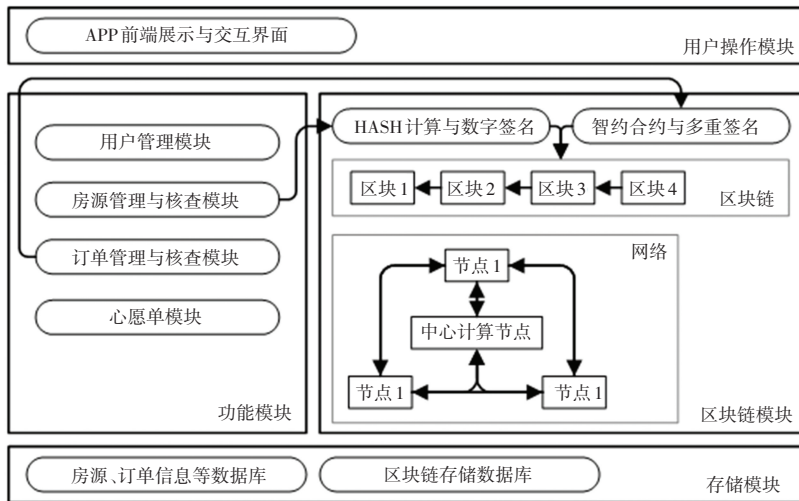 APP前端展示与交互界面
用户操作模块
用户管理模块
房源管理与核查模块
订单管理与核查模块
心愿单模块
功能模块
HASH计算与数字签名
智约合约与多重签名
区块1
区块2
区块3
区块4
区块链
网络
节点1
中心计算节点
节点1
节点1
区块链模块
房源、订单信息等数据库
区块链存储数据库
存储模块